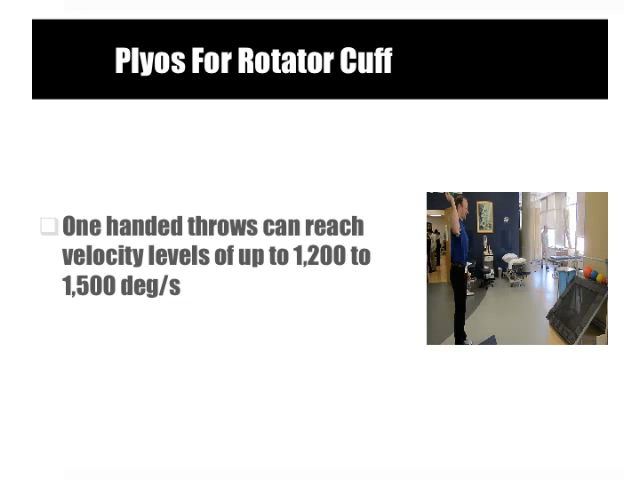 Plyos For Rotator Cuff
One handed throws can reach
velocity levels of up to 1,200 to
1,500 deg/s